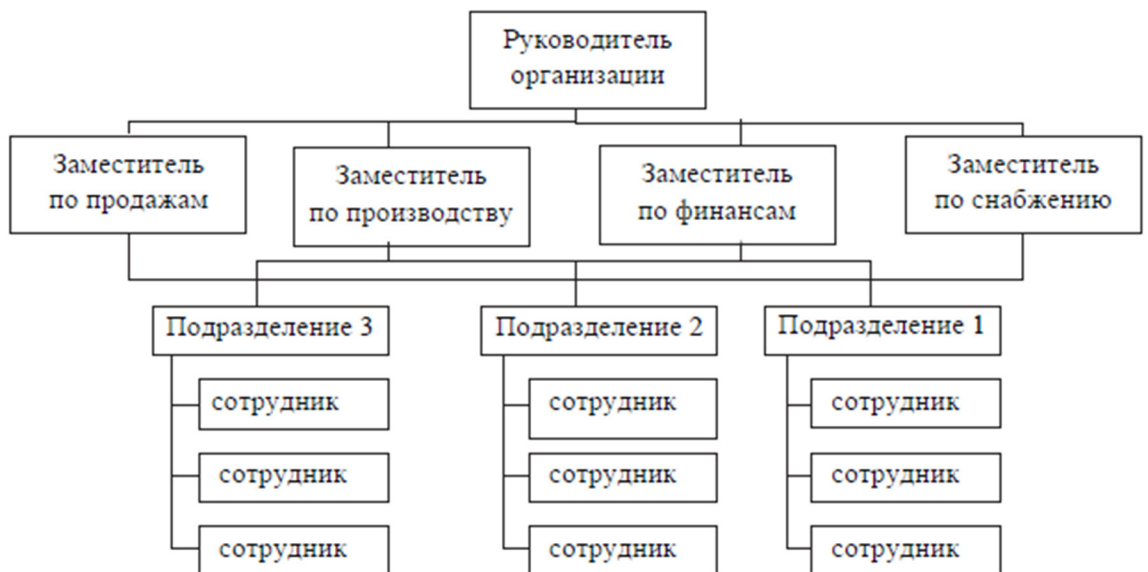 Руководитель
организации
Заместитель
по продажам
Заместитель
по производству
Заместитель
по финансам
Заместитель
по снабжению
Подразделение 3
Подразделение 2
Подразделение 1
сотрудник
сотрудник
сотрудник
сотрудник
сотрудник
сотрудник
сотрудник
сотрудник
сотрудник